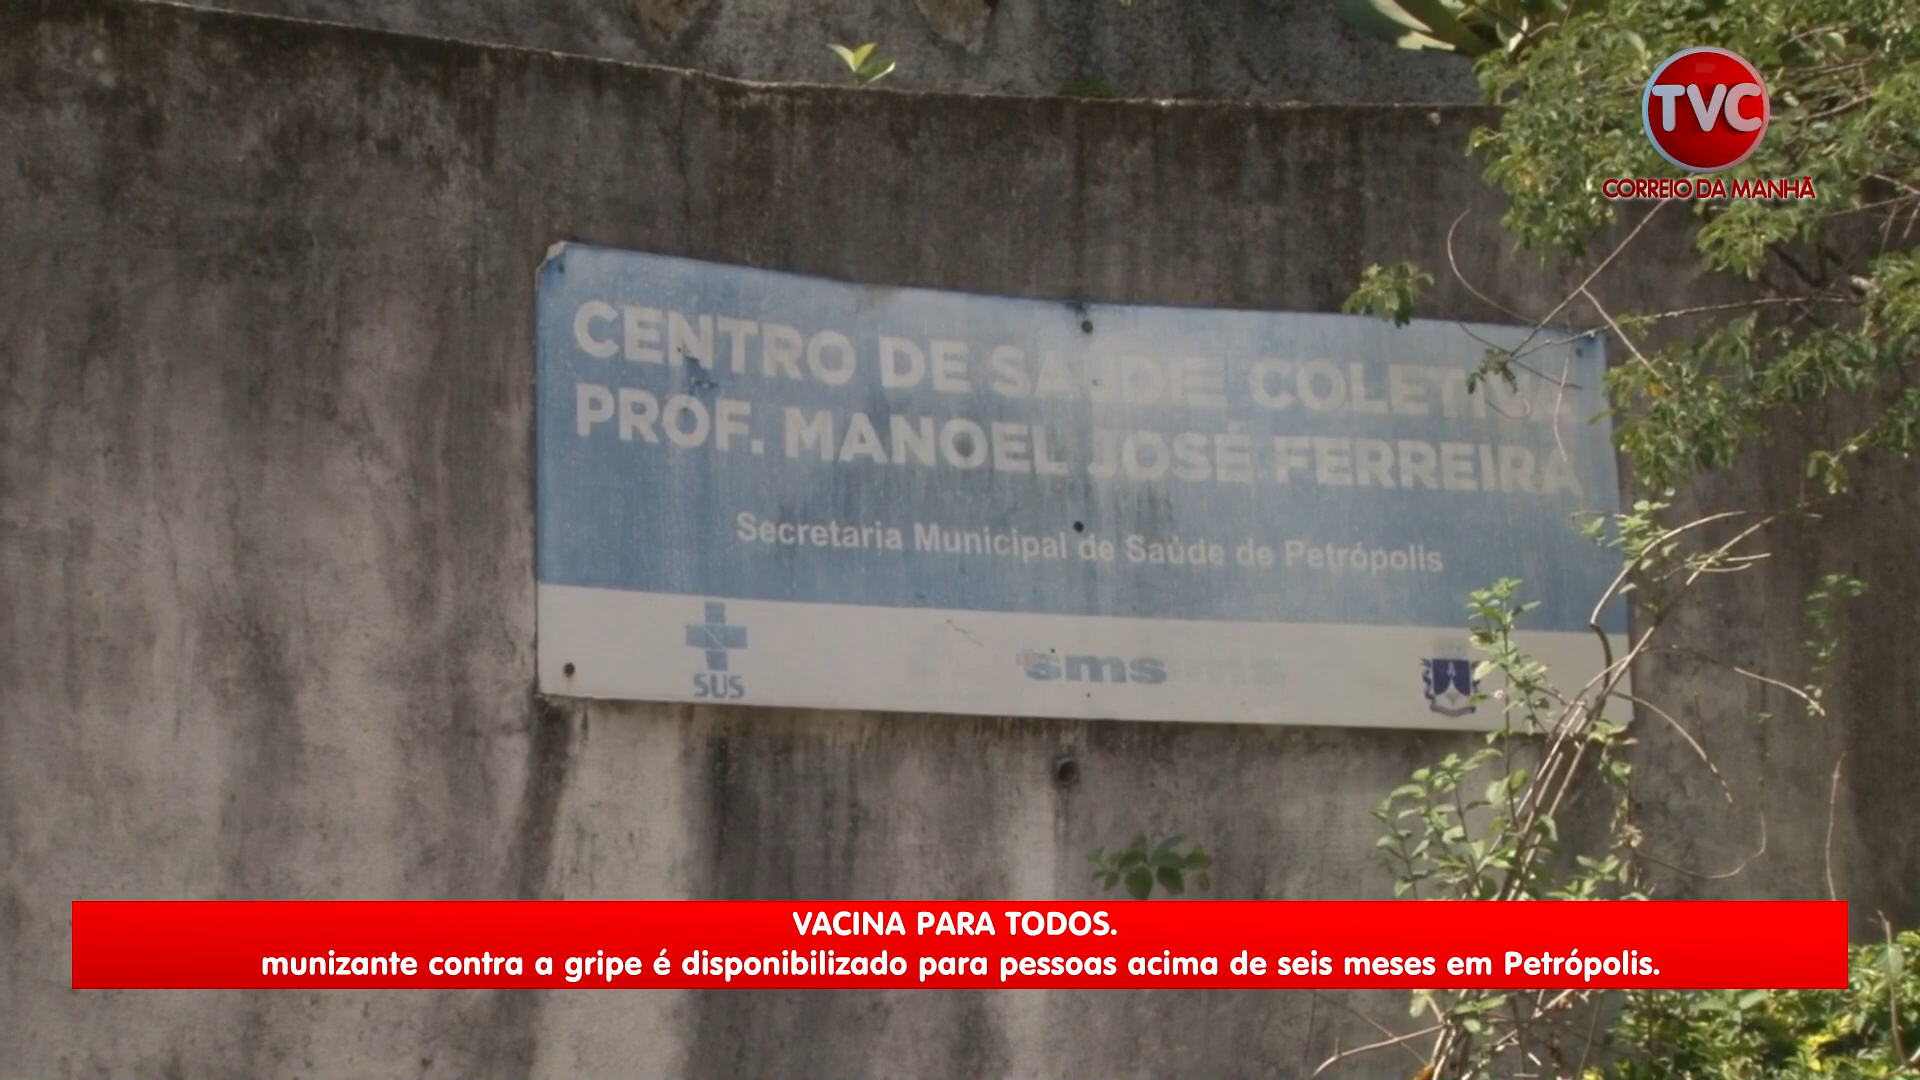 TVC
CORREIO DA MANHÃ
CENTRO DE SAÚDE COLETIVA
PROF. MANOEL JOSÉ FERREIRA
Secretaria Municipal de Saúde de Petrópolis
SUS
sms
VACINA PARA TODOS.
munizante contra a gripe é disponibilizado para pessoas acima de seis meses em Petrópolis.